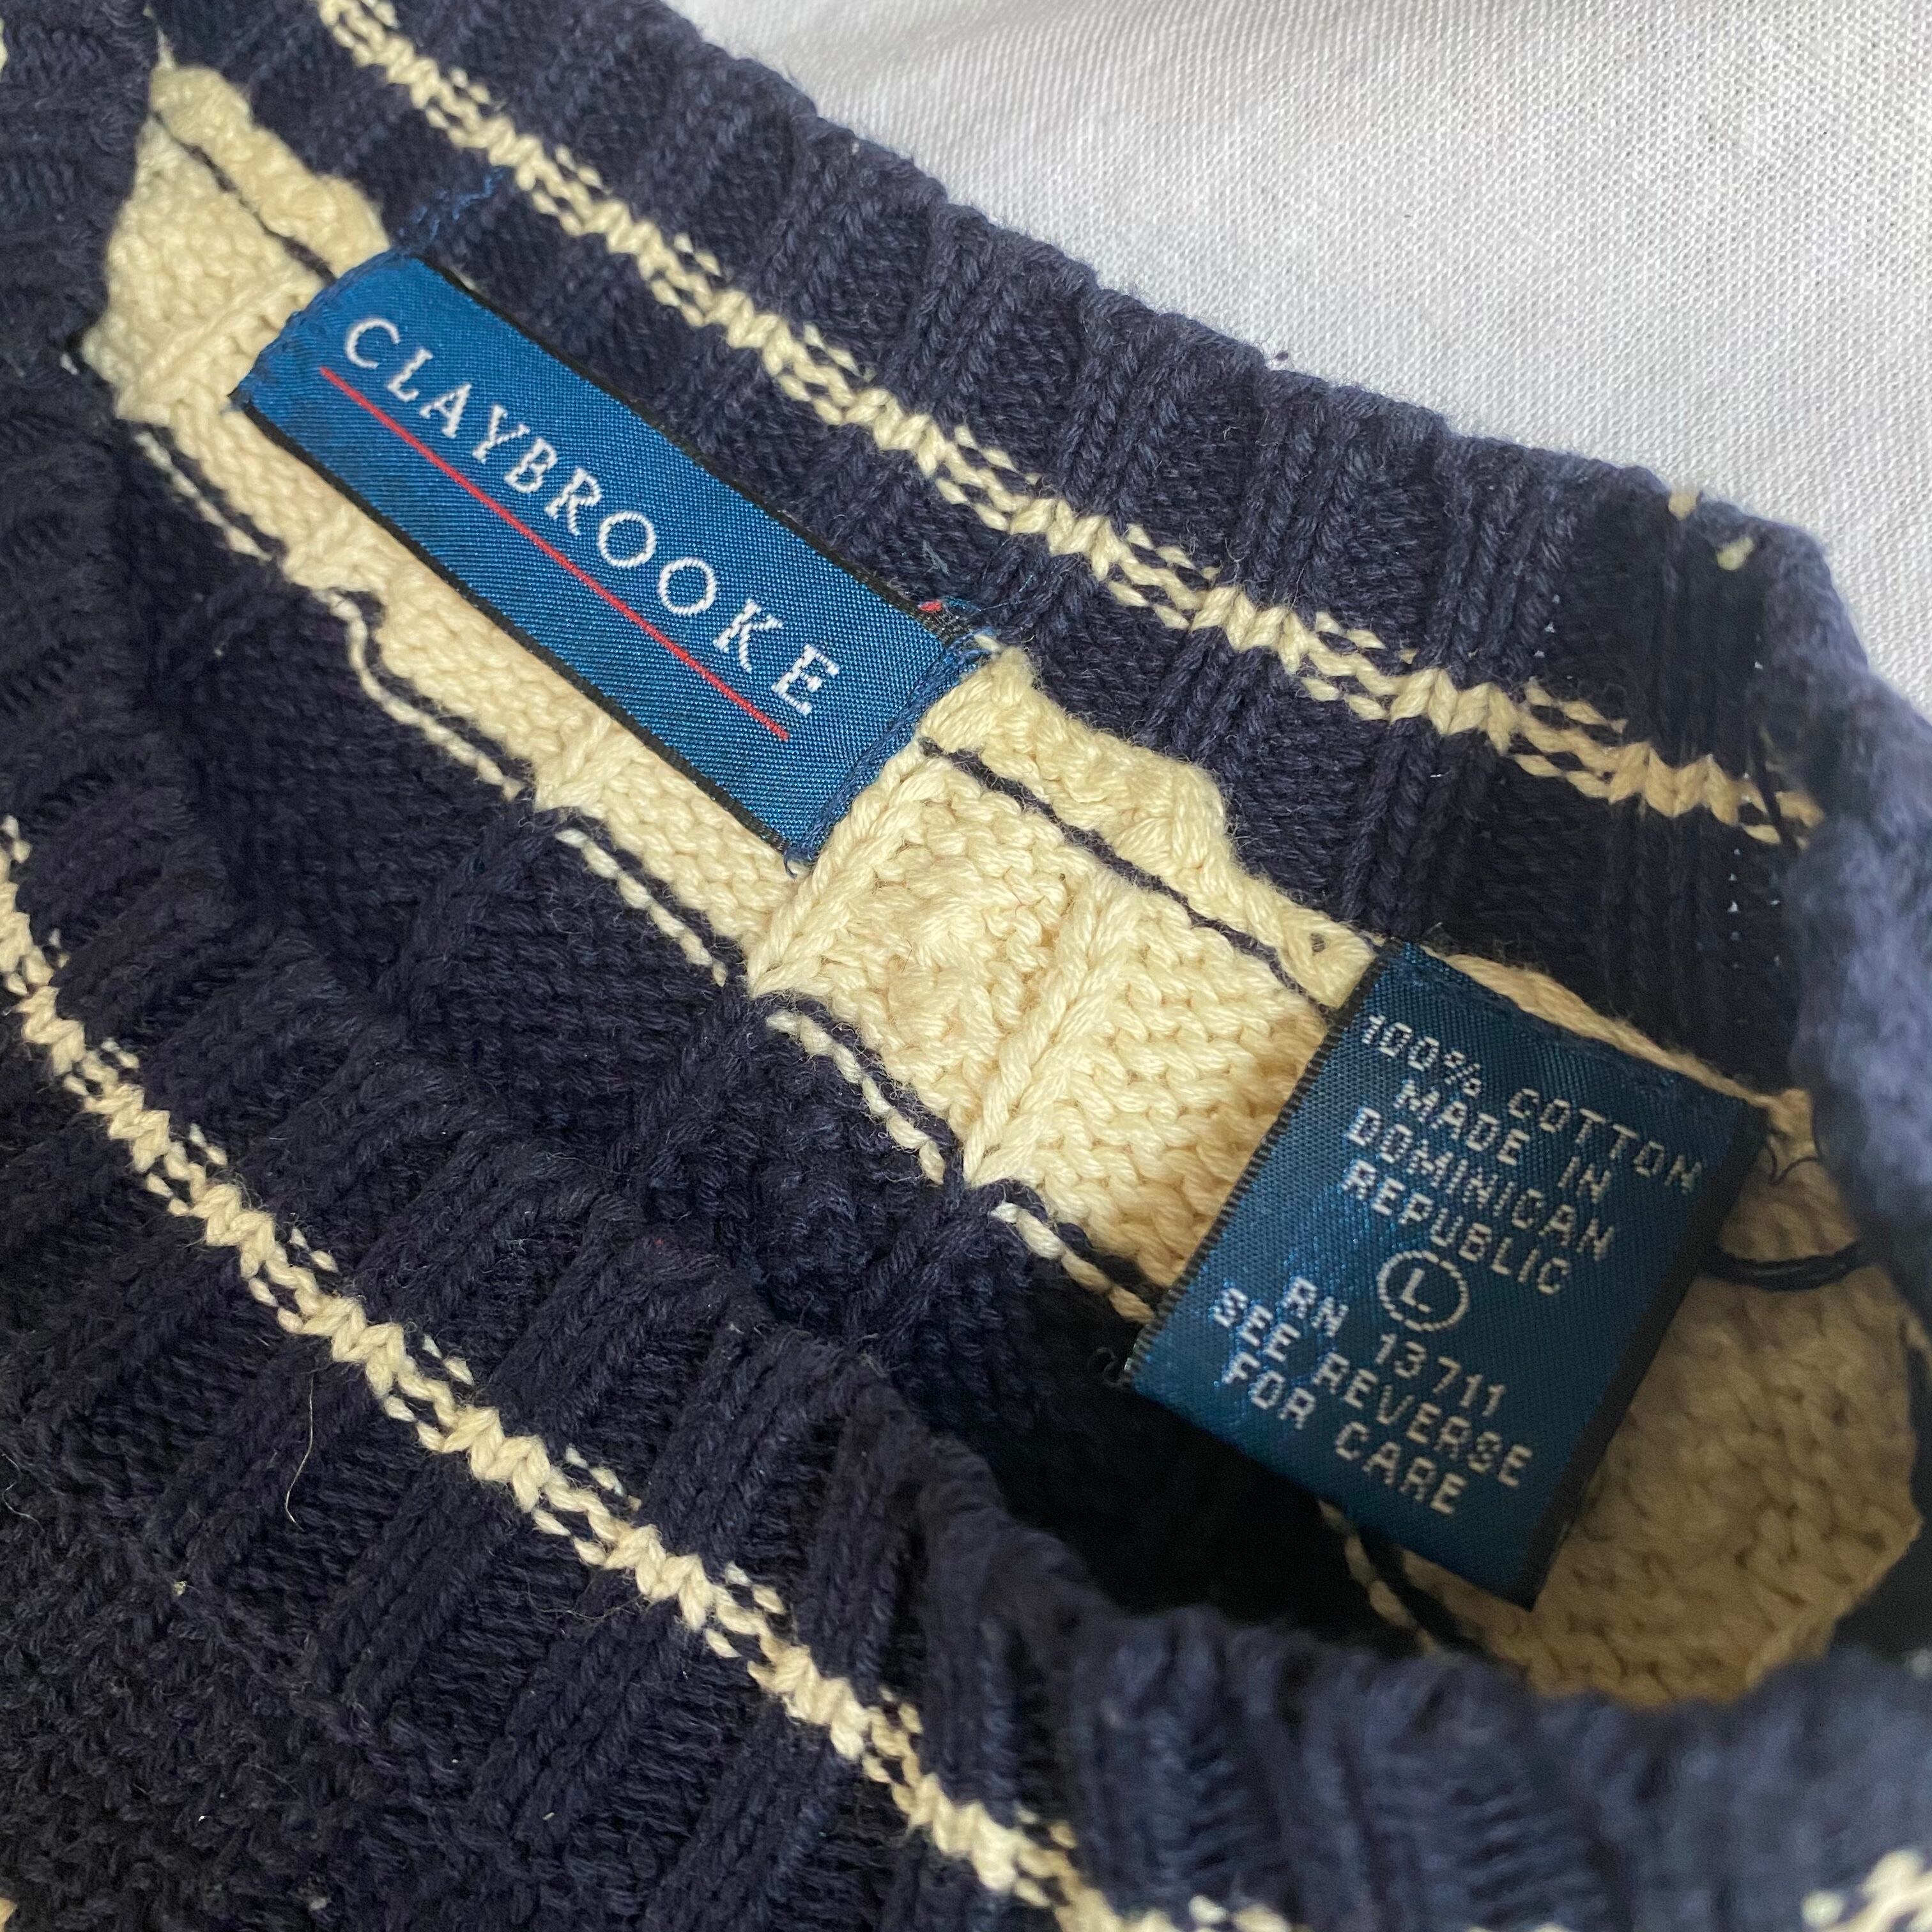 CLAYBROOKE
100% COTTON
MADE IN
DOMINICAN
REPUBLIC
L
RN 13711
SEE REVERSE
FOR CARE